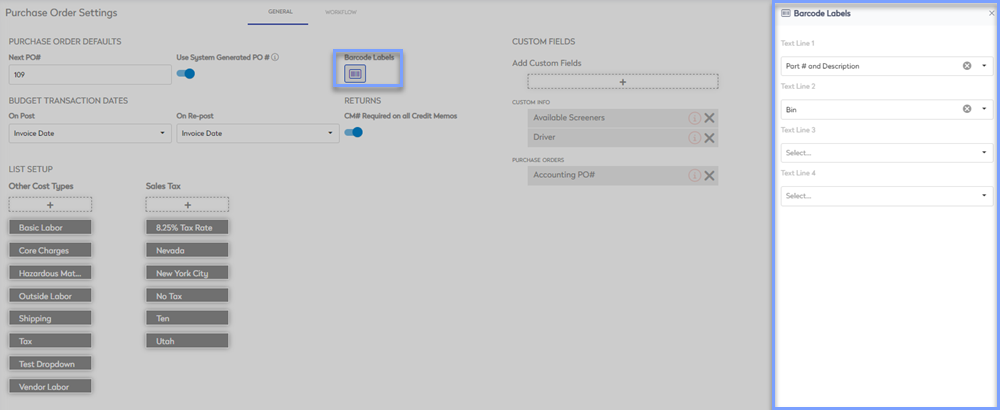 Purchase Order Settings
GENERAL
WORKFLOW
PURCHASE ORDER DEFAULTS
Next PO#
Use System Generated PO #
Barcode Labels
109
BUDGET TRANSACTION DATES
RETURNS
On Post
On Re-post
CM# Required on all Credit Memos
Invoice Date
Invoice Date
LIST SETUP
Other Cost Types
Sales Tax
+
+
Basic Labor
8.25% Tax Rate
Core Charges
Nevada
Hazardous Mat...
New York City
Outside Labor
No Tax
Shipping
Ten
Tax
Utah
Test Dropdown
Vendor Labor
CUSTOM FIELDS
Add Custom Fields
+
CUSTOM INFO
Available Screeners
Driver
PURCHASE ORDERS
Accounting PO#
Barcode Labels
Text Line 1
Part # and Description
Text Line 2
Bin
Text Line 3
Select...
Text Line 4
Select...